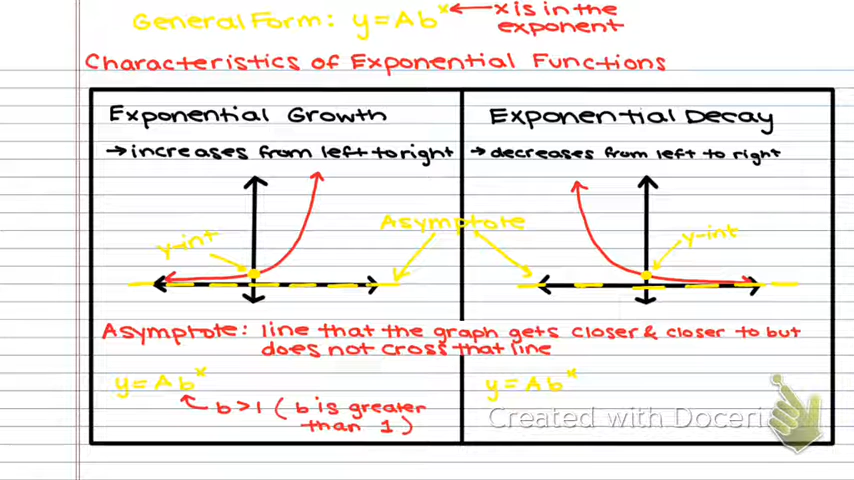 General Form: y = Ab^x ← x is in the
exponent
Characteristics of Exponential Functions
Exponential Growth
→ increases from left to right
y-int
Asymptote
Exponential Decay
→ decreases from left to right
y-int
Asymptote: line that the graph gets closer & closer to but
does not cross that line
y = Ab^x
b > 1 (b is greater
than 1)
y = Ab^x
Created with Doceri